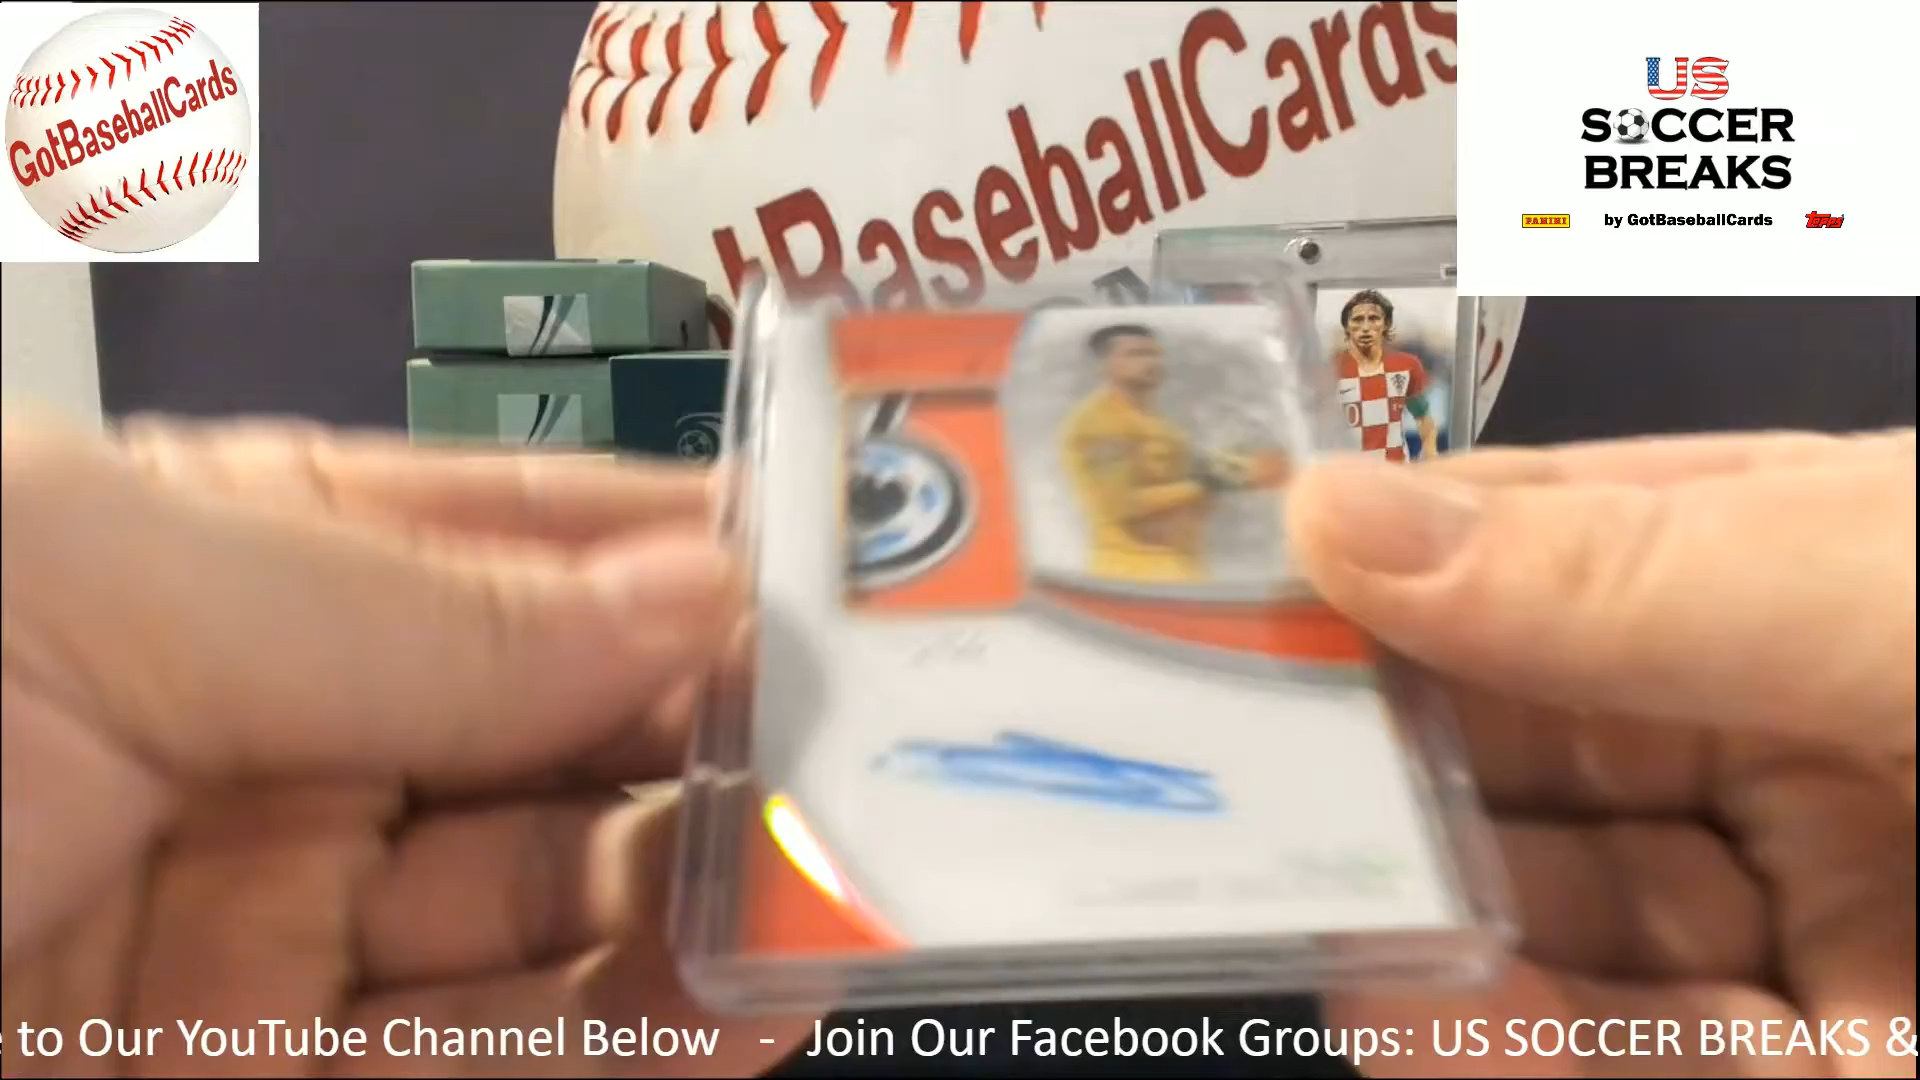 GotBaseballCards
tBaseballCards
US
SOCCER
BREAKS
PANINI
by GotBaseballCards
Topps
to Our YouTube Channel Below - Join Our Facebook Groups: US SOCCER BREAKS &